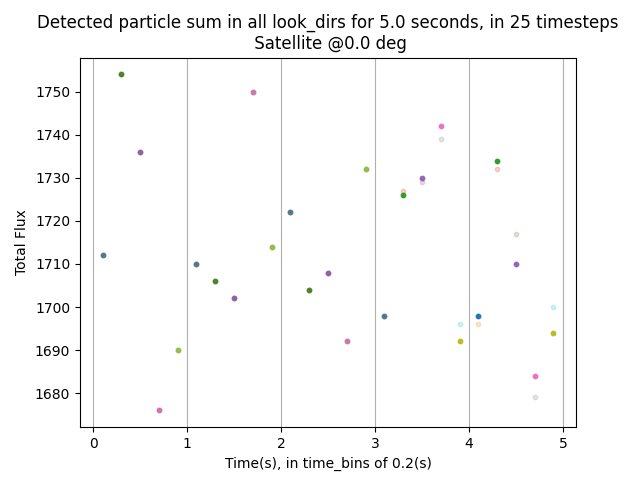 Detected particle sum in all look_dirs for 5.0 seconds, in 25 timesteps
Satellite @0.0 deg
Total Flux
1750
1740
1730
1720
1710
1700
1690
1680
0 1 2 3 4 5
Time(s), in time_bins of 0.2(s)